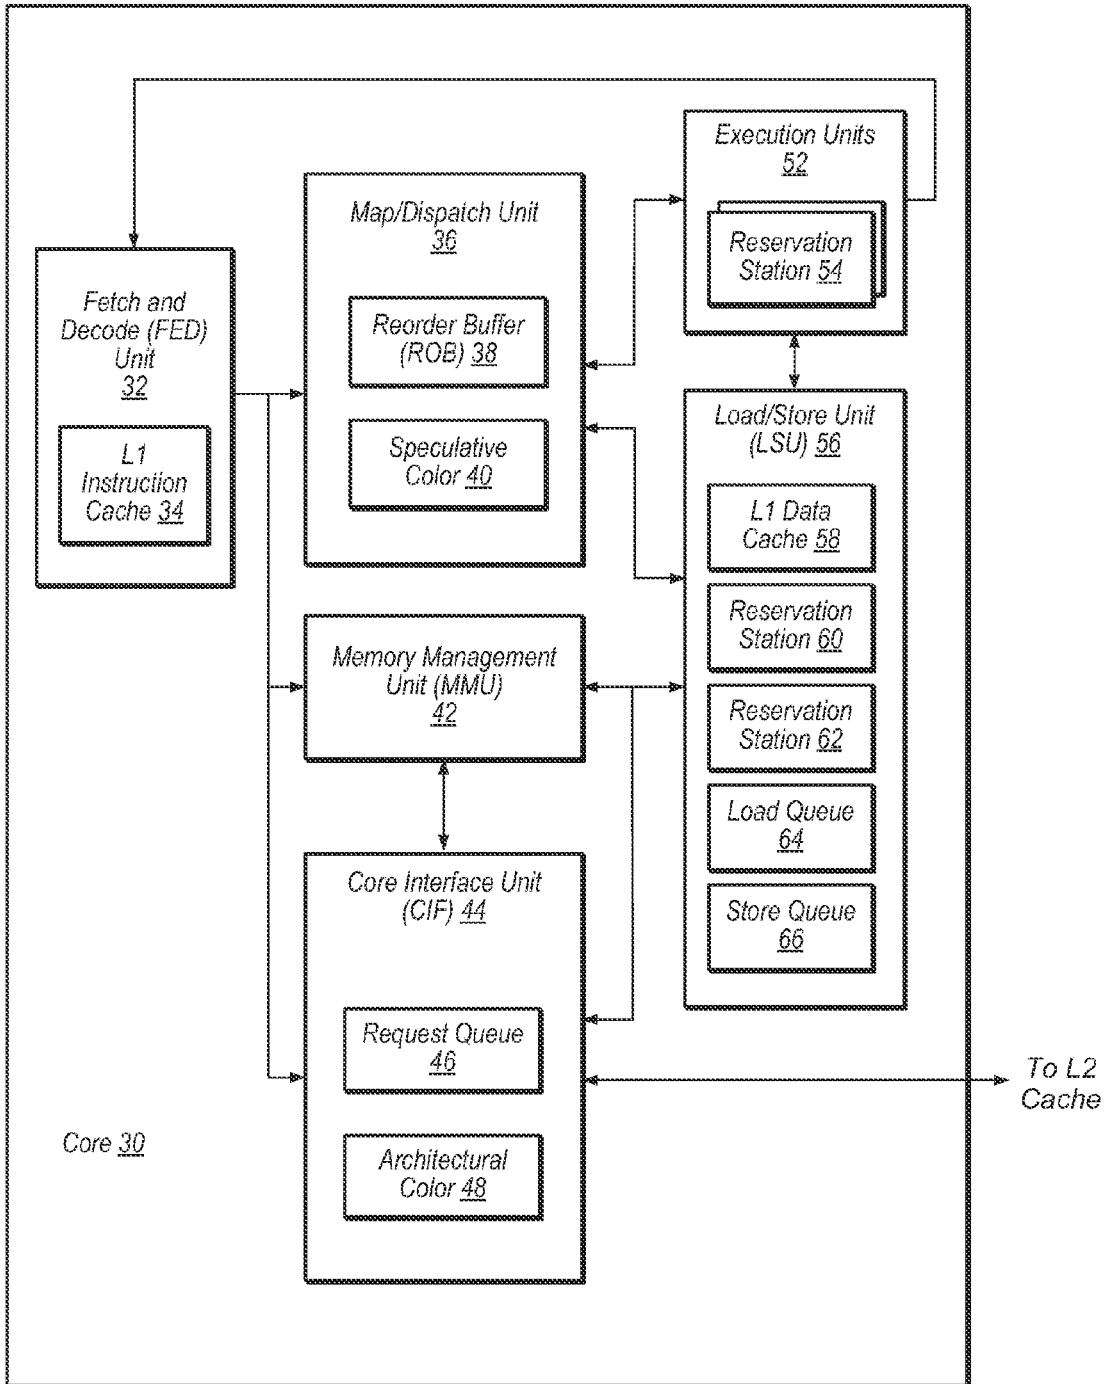 Execution Units
52
Reservation
Station 54
Map/Dispatch Unit
36
Reorder Buffer
(ROB) 38
Speculative
Color 40
Fetch and
Decode (FED)
Unit
32
L1
Instruction
Cache 34
Load/Store Unit
(LSU) 56
L1 Data
Cache 58
Reservation
Station 60
Reservation
Station 62
Load Queue
64
Store Queue
66
Memory Management
Unit (MMU)
42
Core Interface Unit
(CIF) 44
Request Queue
46
Architectural
Color 48
To L2
Cache
Core 30